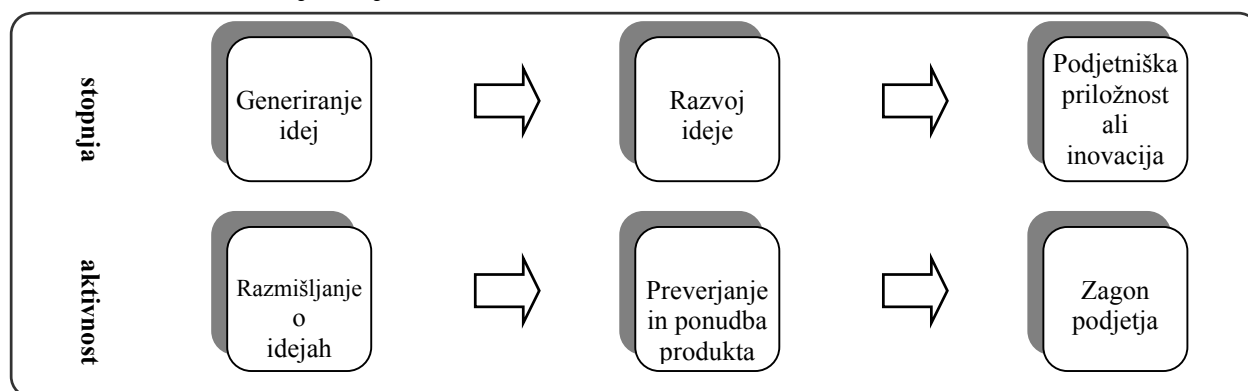 stopnja
Generiranje
idej
Razvoj
ideje
Podjetniška
priložnost
ali
inovacija
aktivnost
Razmišljanje
o
idejah
Preverjanje
in ponudba
produkta
Zagon
podjetja